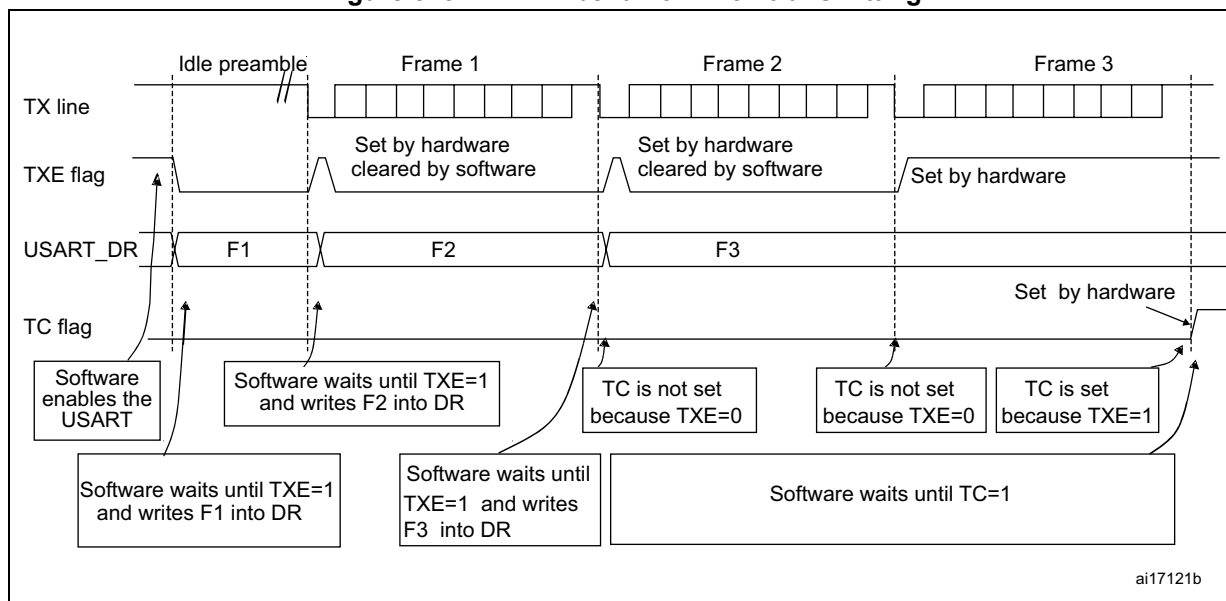 Idle preamble Frame 1 Frame 2 Frame 3
TX line
Set by hardware
cleared by software
Set by hardware
cleared by software
TXE flag
Set by hardware
USART_DR F1 F2 F3
Set by hardware
TC flag
Software
enables the
USART
Software waits until TXE=1
and writes F2 into DR
TC is not set
because TXE=0
TC is not set
because TXE=0
TC is set
because TXE=1
Software waits until TXE=1
and writes F1 into DR
Software waits until
TXE=1 and writes
F3 into DR
Software waits until TC=1
ai17121b